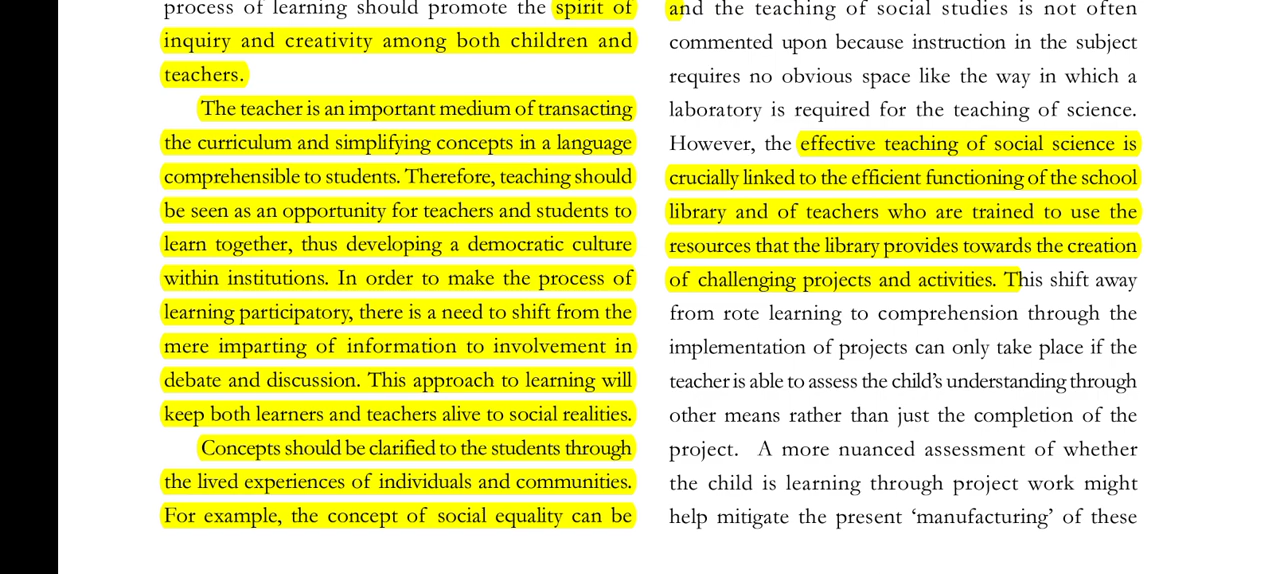 process of learning should promote the spirit of
inquiry and creativity among both children and
teachers.
The teacher is an important medium of transacting
the curriculum and simplifying concepts in a language
comprehensible to students. Therefore, teaching should
be seen as an opportunity for teachers and students to
learn together, thus developing a democratic culture
within institutions. In order to make the process of
learning participatory, there is a need to shift from the
mere imparting of information to involvement in
debate and discussion. This approach to learning will
keep both learners and teachers alive to social realities.
Concepts should be clarified to the students through
the lived experiences of individuals and communities.
For example, the concept of social equality can be
and the teaching of social studies is not often
commented upon because instruction in the subject
requires no obvious space like the way in which a
laboratory is required for the teaching of science.
However, the effective teaching of social science is
crucially linked to the efficient functioning of the school
library and of teachers who are trained to use the
resources that the library provides towards the creation
of challenging projects and activities. This shift away
from rote learning to comprehension through the
implementation of projects can only take place if the
teacher is able to assess the child's understanding through
other means rather than just the completion of the
project. A more nuanced assessment of whether
the child is learning through project work might
help mitigate the present ‘manufacturing’ of these